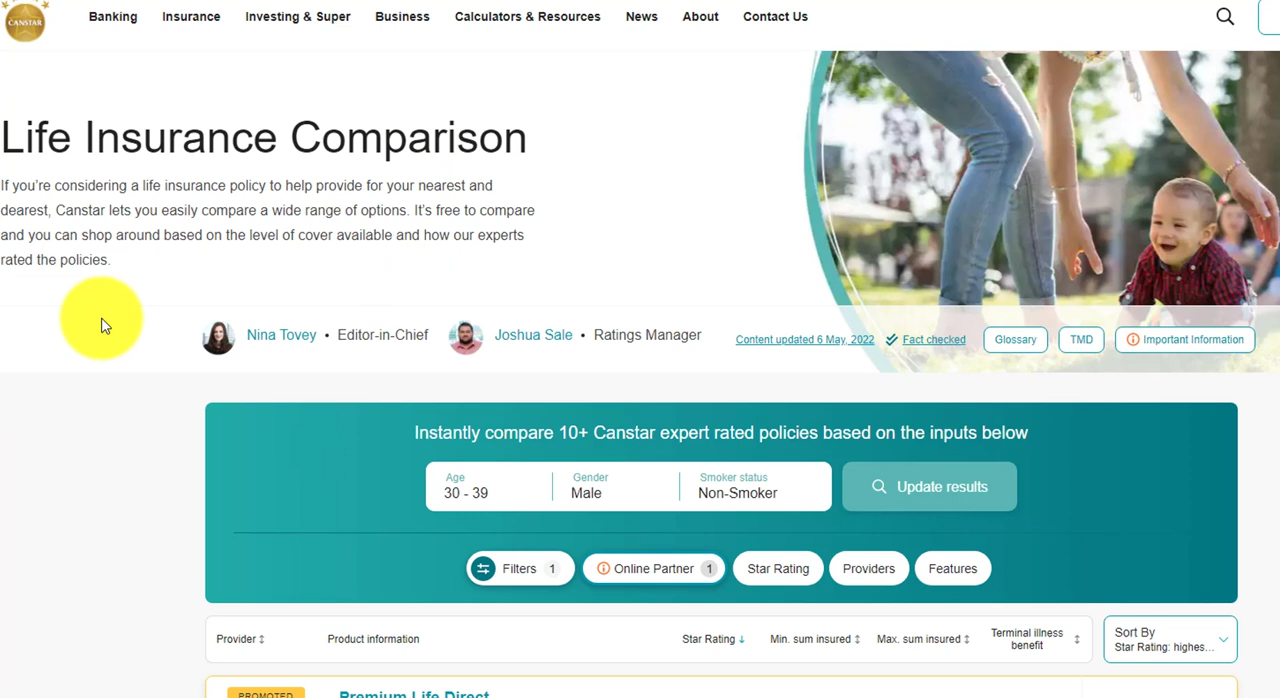 CANSTAR
Banking Insurance Investing & Super Business Calculators & Resources News About Contact Us
Life Insurance Comparison
If you're considering a life insurance policy to help provide for your nearest and
dearest, Canstar lets you easily compare a wide range of options. It's free to compare
and you can shop around based on the level of cover available and how our experts
rated the policies.
Nina Tovey • Editor-in-Chief Joshua Sale • Ratings Manager Content updated 6 May, 2022 Fact checked Glossary TMD Important Information
Instantly compare 10+ Canstar expert rated policies based on the inputs below
Age Gender Smoker status
30 - 39 Male Non-Smoker Update results
Filters 1 Online Partner 1 Star Rating Providers Features
Provider Product information Star Rating Min. sum insured Max. sum insured Terminal illness
benefit
Sort By
Star Rating: highes...
PROMOTED Premium Life Direct